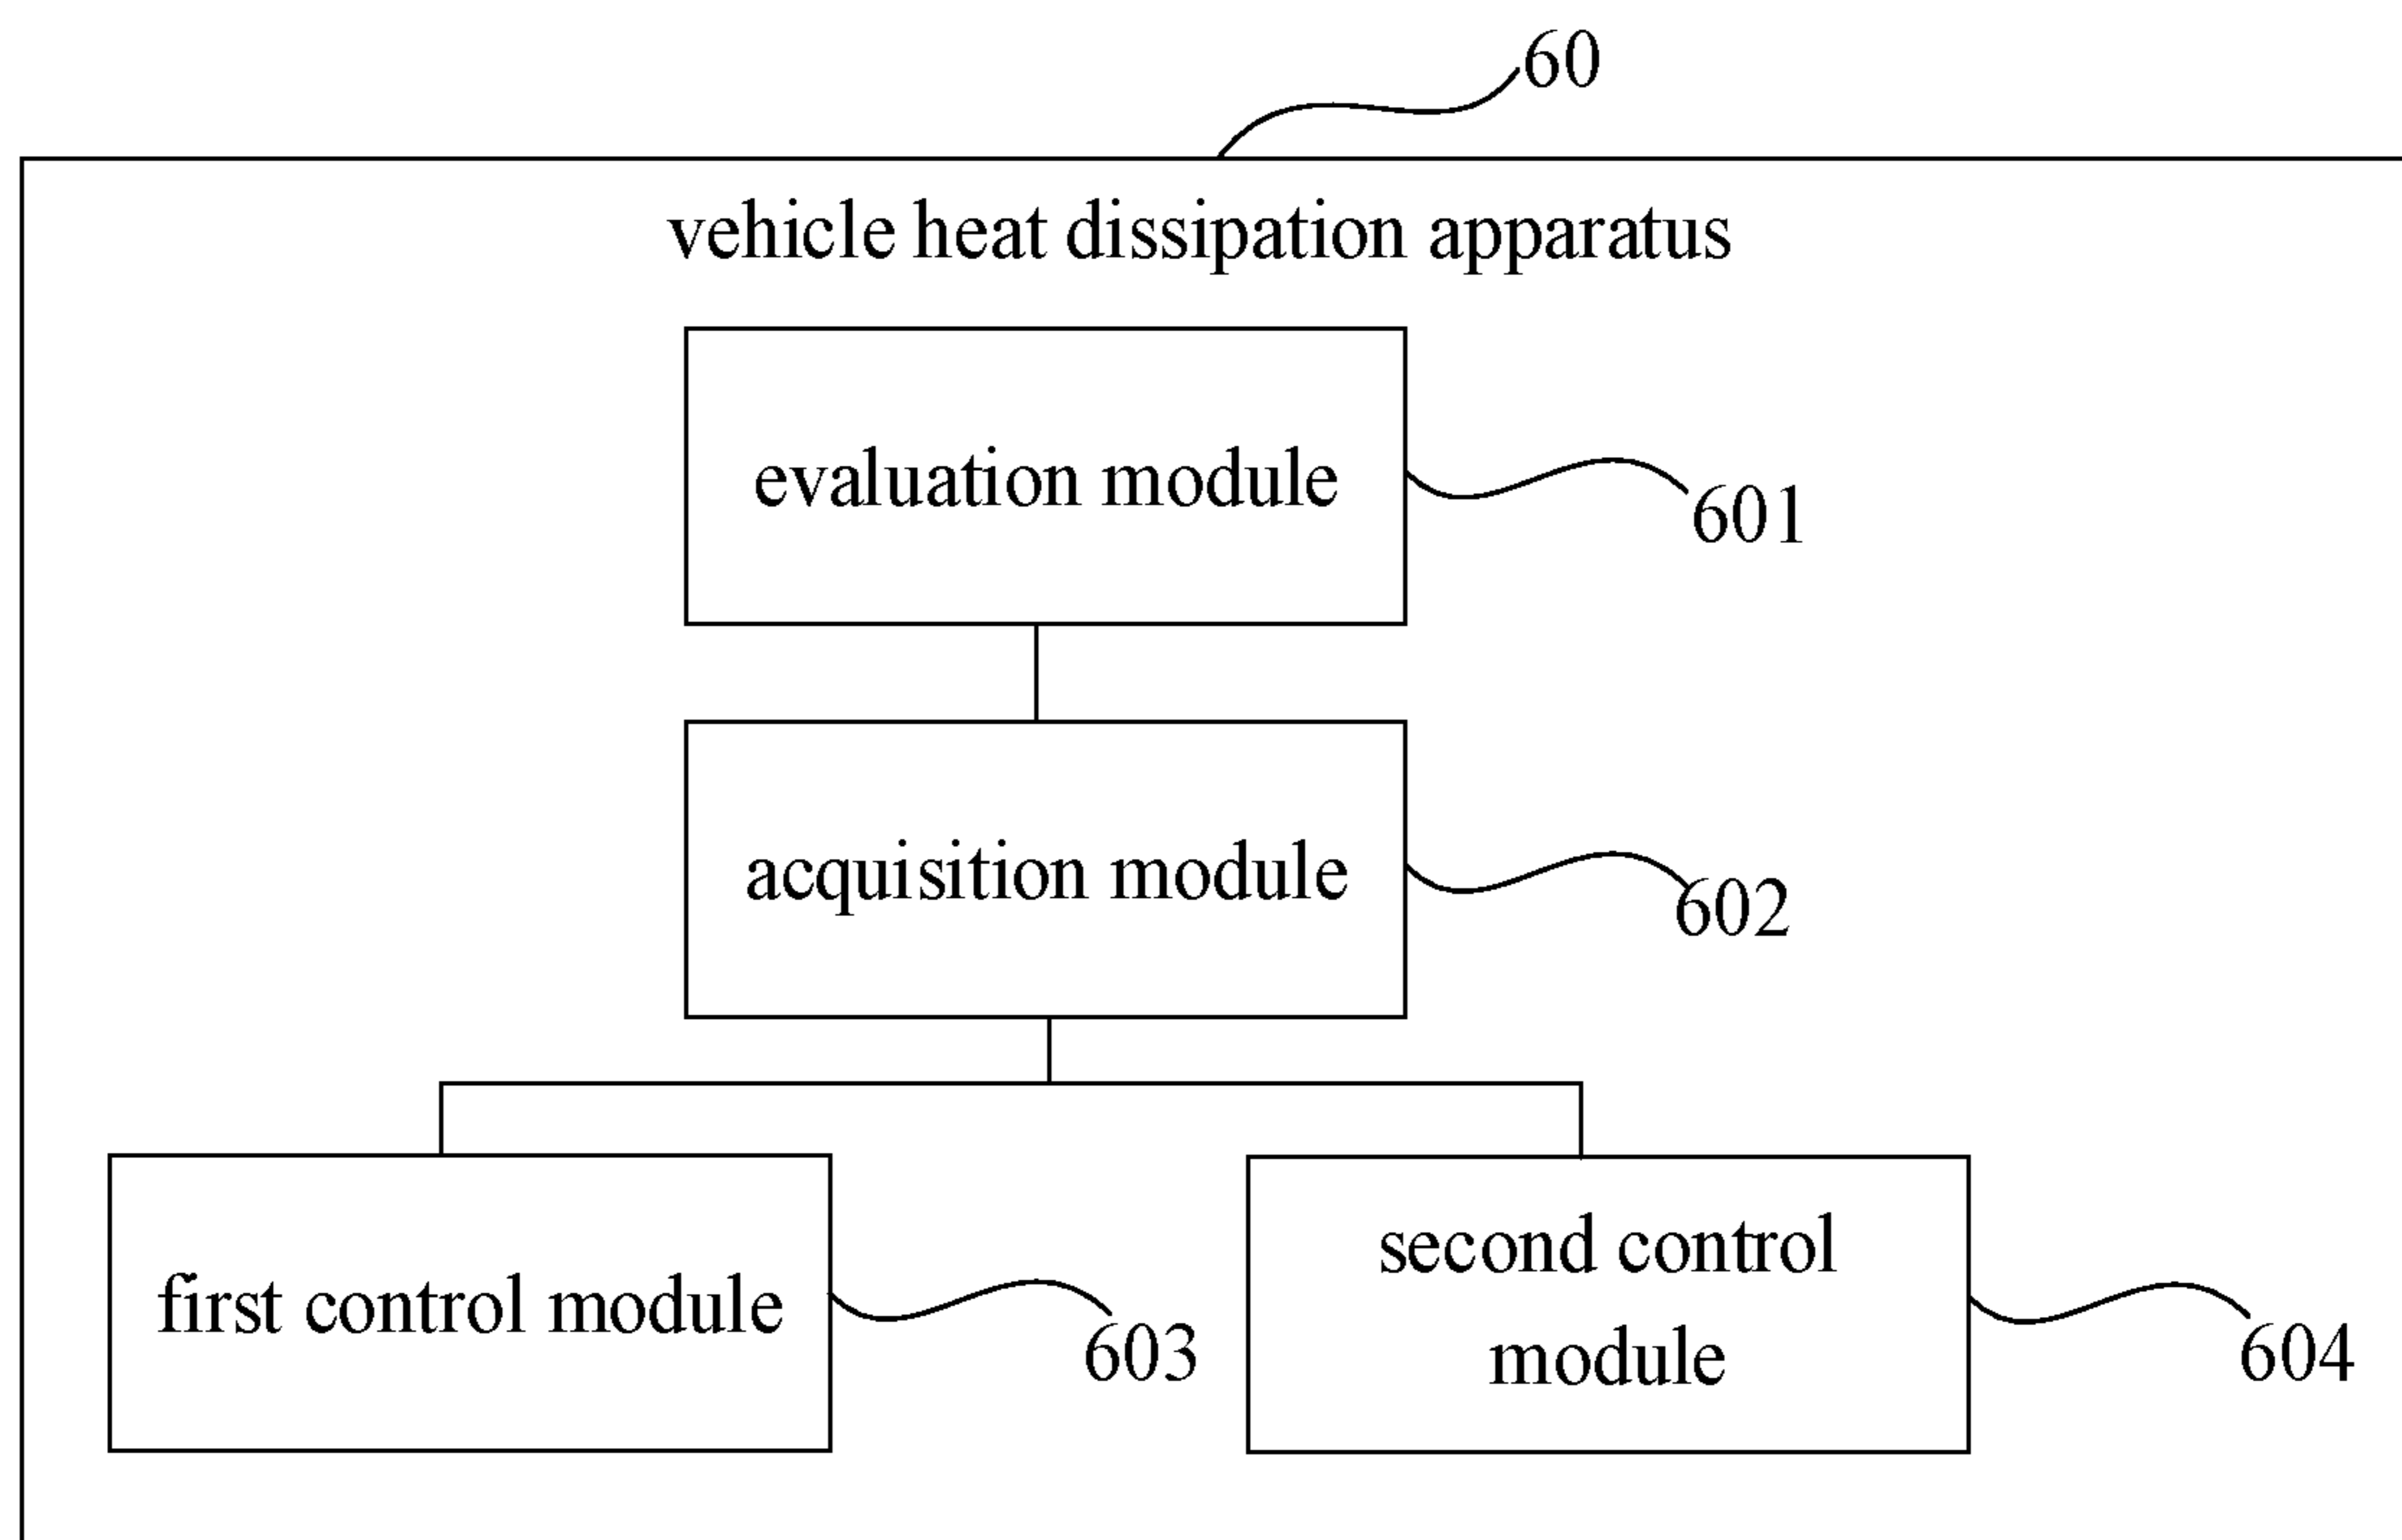 60
vehicle heat dissipation apparatus
evaluation module
601
acquisition module
602
first control module
603
second control
module
604